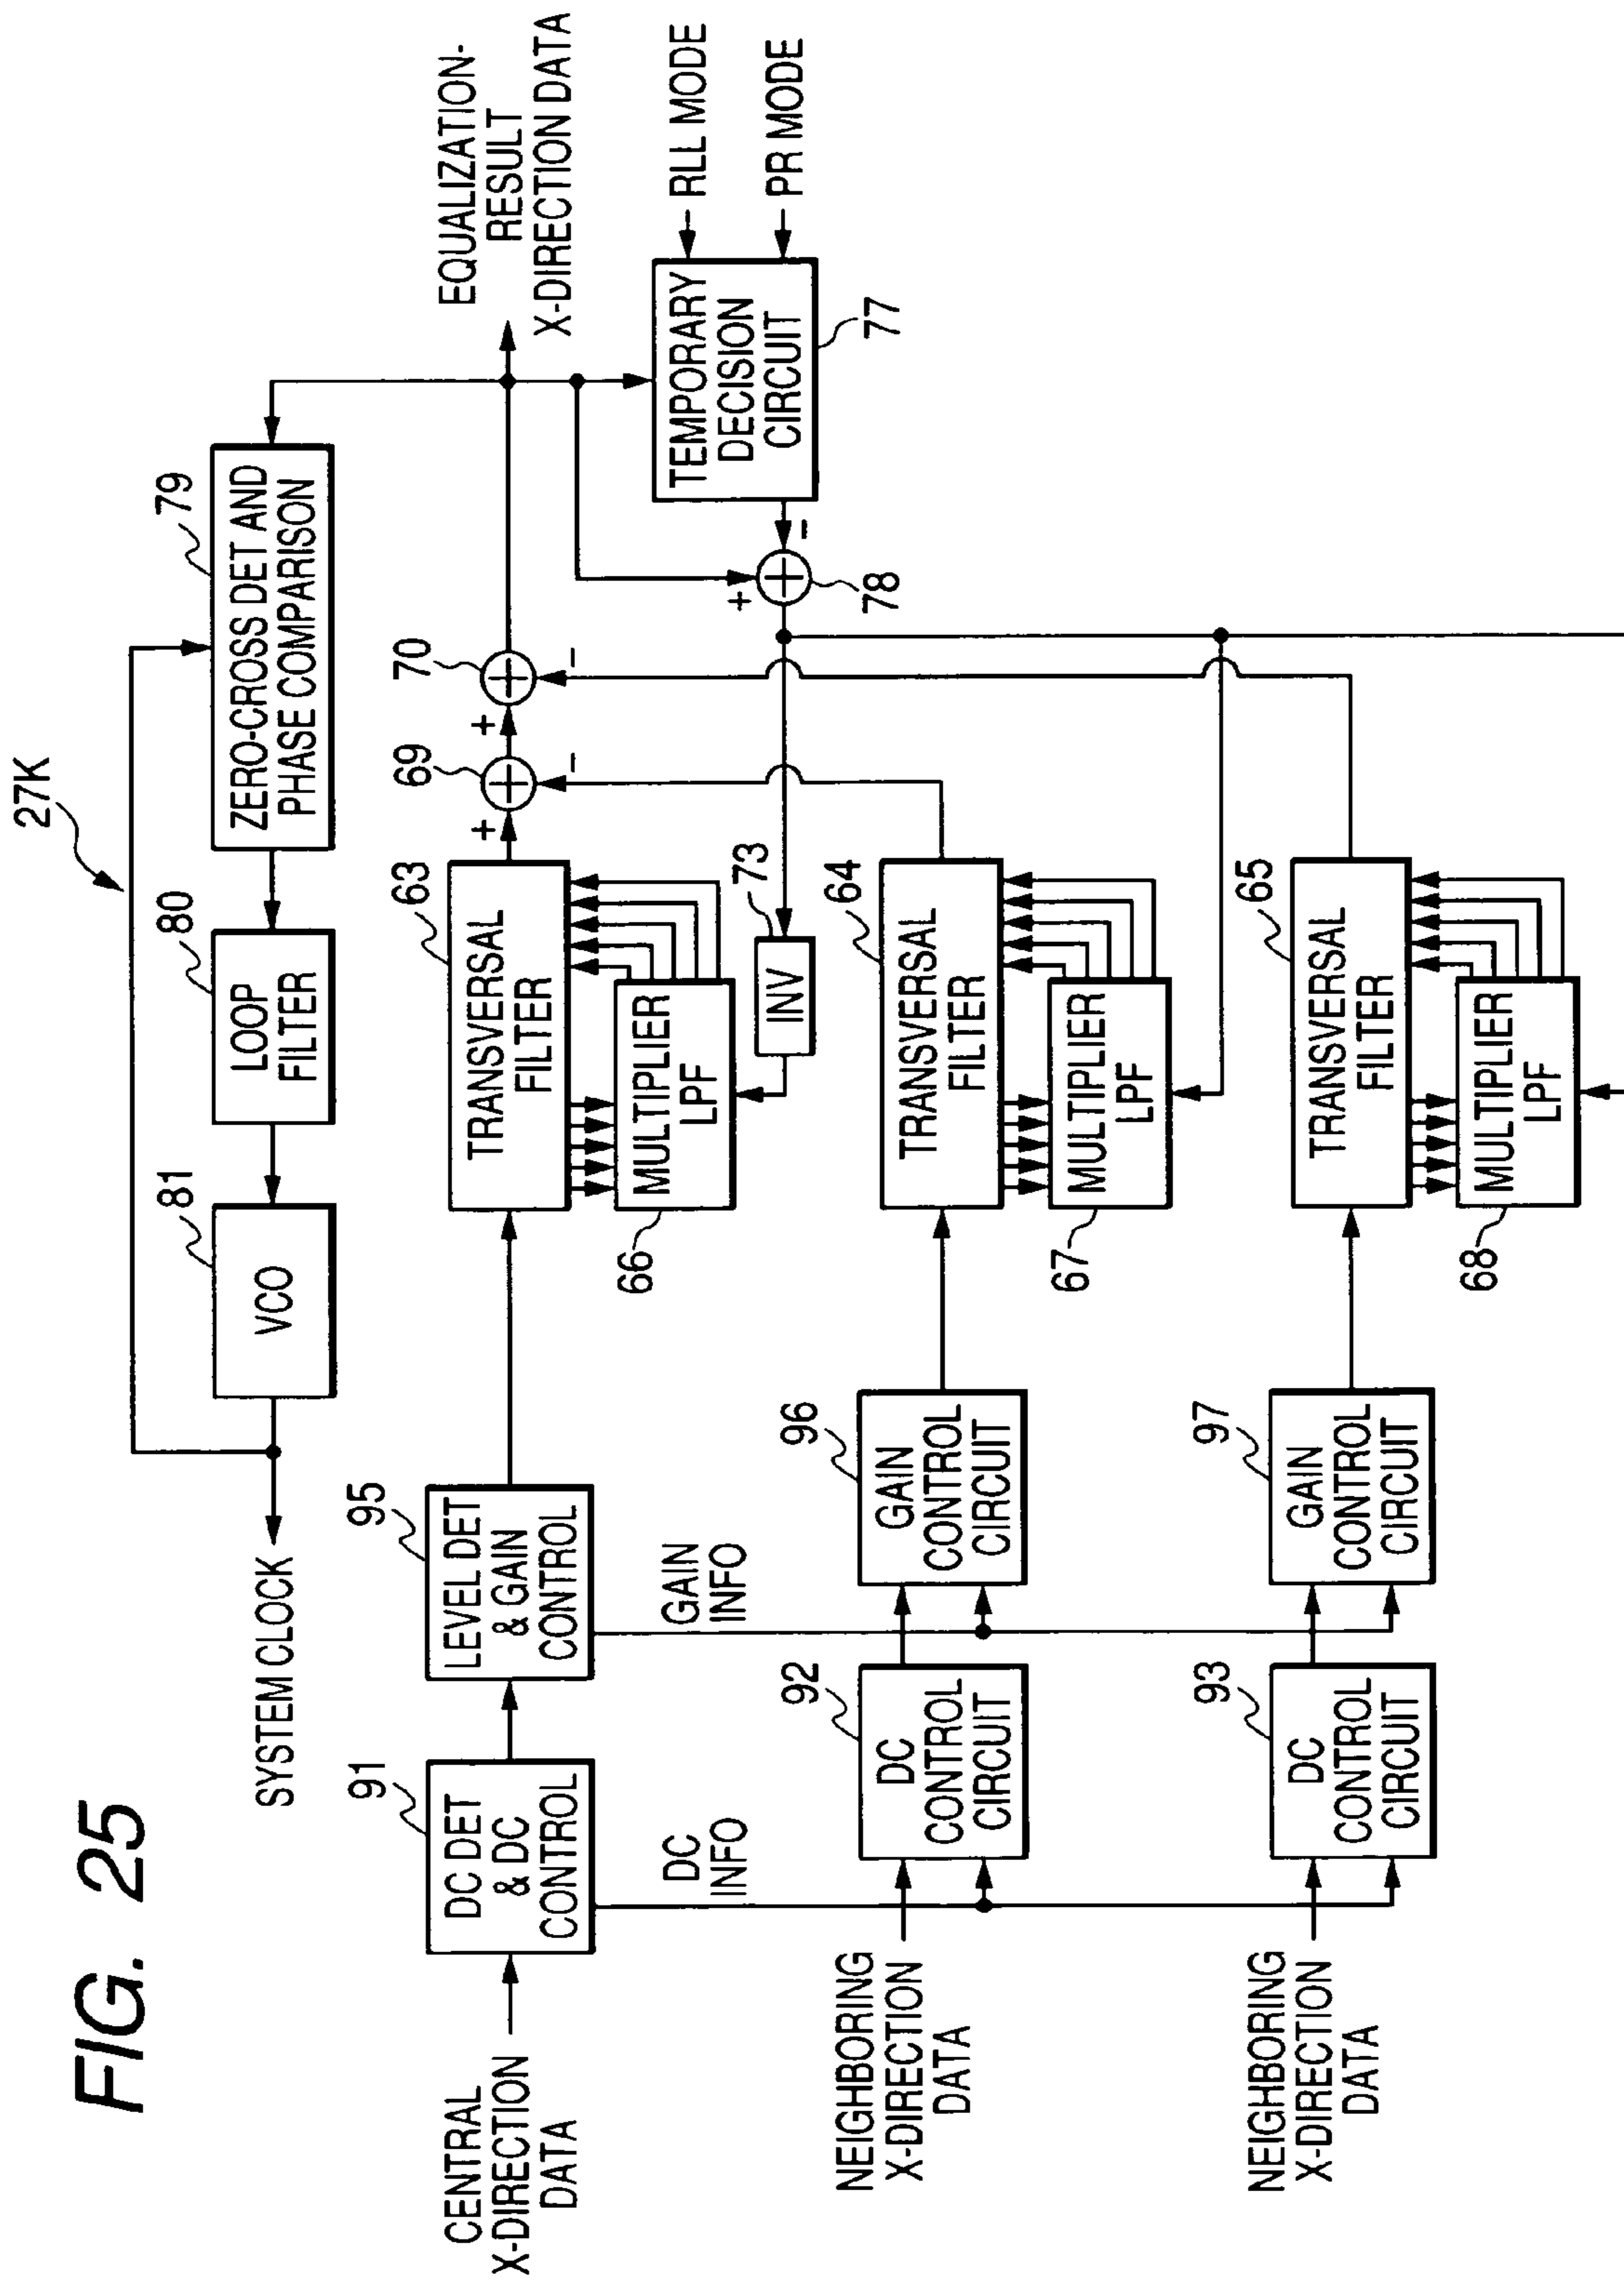 FIG. 25
27K
SYSTEM CLOCK
81
VCO
80
LOOP
FILTER
79
ZERO-CROSS DET AND
PHASE COMPARISON
CENTRAL
X-DIRECTION
DATA
91
DC DET
& DC
CONTROL
95
LEVEL DET
& GAIN
CONTROL
63
TRANSVERSAL
FILTER
66
MULTIPLIER
LPF
73
INV
+
69
−
+
70
−
EQUALIZATION-
RESULT
X-DIRECTION DATA
TEMPORARY
DECISION
CIRCUIT
77
RLL MODE
PR MODE
+
−
78
DC
INFO
GAIN
INFO
NEIGHBORING
X-DIRECTION
DATA
92
DC
CONTROL
CIRCUIT
96
GAIN
CONTROL
CIRCUIT
64
TRANSVERSAL
FILTER
67
MULTIPLIER
LPF
NEIGHBORING
X-DIRECTION
DATA
93
DC
CONTROL
CIRCUIT
97
GAIN
CONTROL
CIRCUIT
65
TRANSVERSAL
FILTER
68
MULTIPLIER
LPF